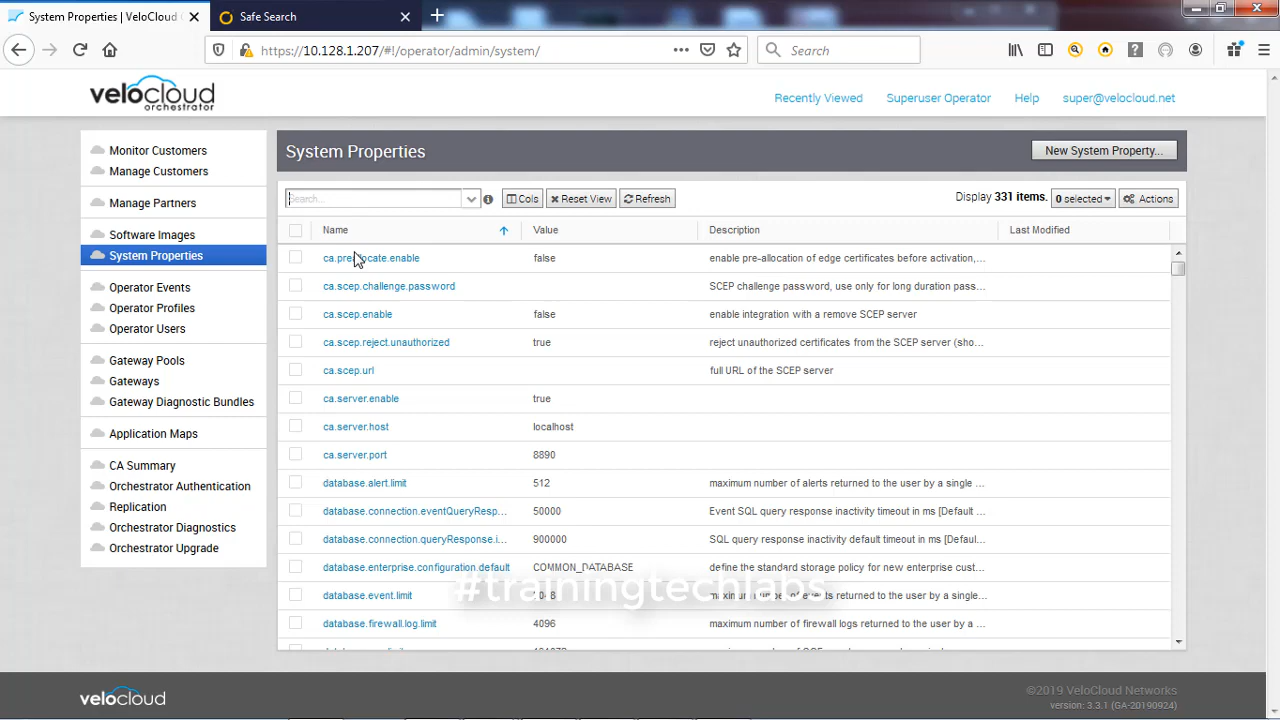 System Properties | VeloCloud O
Safe Search
https://10.128.1.207/#!/operator/admin/system/
Search
velocloud
orchestrator
Recently Viewed
Superuser Operator
Help
super@velocloud.net
Monitor Customers
Manage Customers
Manage Partners
Software Images
System Properties
Operator Events
Operator Profiles
Operator Users
Gateway Pools
Gateways
Gateway Diagnostic Bundles
Application Maps
CA Summary
Orchestrator Authentication
Replication
Orchestrator Diagnostics
Orchestrator Upgrade
System Properties
New System Property...
Search...
Cols
Reset View
Refresh
Display 331 items.
0 selected
Actions
Name Value Description Last Modified
ca.preallocate.enable false enable pre-allocation of edge certificates before activation,...
ca.scep.challenge.password SCEP challenge password, use only for long duration pass...
ca.scep.enable false enable integration with a remove SCEP server
ca.scep.reject.unauthorized true reject unauthorized certificates from the SCEP server (sho...
ca.scep.url full URL of the SCEP server
ca.server.enable true
ca.server.host localhost
ca.server.port 8890
database.alert.limit 512 maximum number of alerts returned to the user by a single ...
database.connection.eventQueryResp... 50000 Event SQL query response inactivity timeout in ms [Default ...
database.connection.queryResponse.i... 900000 SQL query response inactivity default timeout in ms [Defaul...
database.enterprise.configuration.default COMMON_DATABASE define the standard storage policy for new enterprise cust...
#trainingtechlabs
database.event.limit 2048 maximum number of events returned to the user by a single...
database.firewall.log.limit 4096 maximum number of firewall logs returned to the user by a ...
velocloud
©2019 VeloCloud Networks
version: 3.3.1 (GA-20190924)